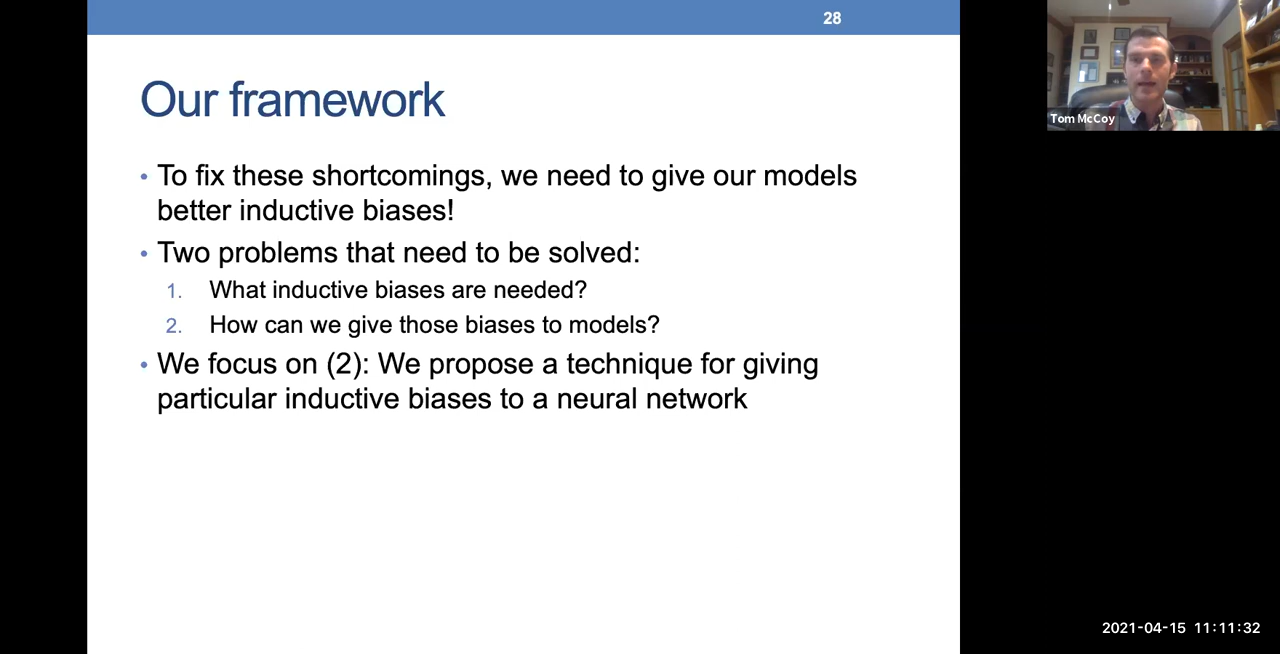 28
Our framework
• To fix these shortcomings, we need to give our models
better inductive biases!
• Two problems that need to be solved:
1. What inductive biases are needed?
2. How can we give those biases to models?
• We focus on (2): We propose a technique for giving
particular inductive biases to a neural network
Tom McCoy
2021-04-15 11:11:32